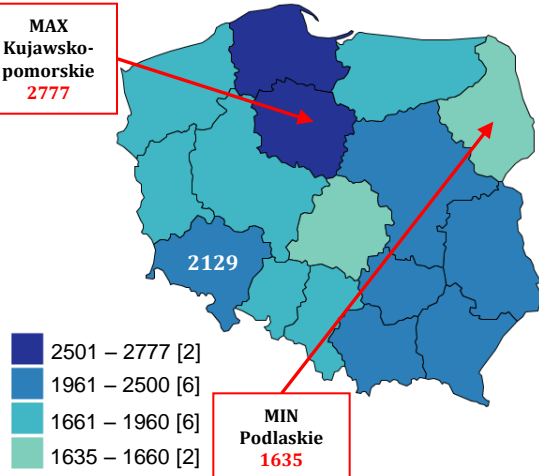 MAX
Kujawsko-
pomorskie
2777
2129
2501 – 2777 [2]
1961 – 2500 [6]
1661 – 1960 [6]
1635 – 1660 [2]
MIN
Podlaskie
1635